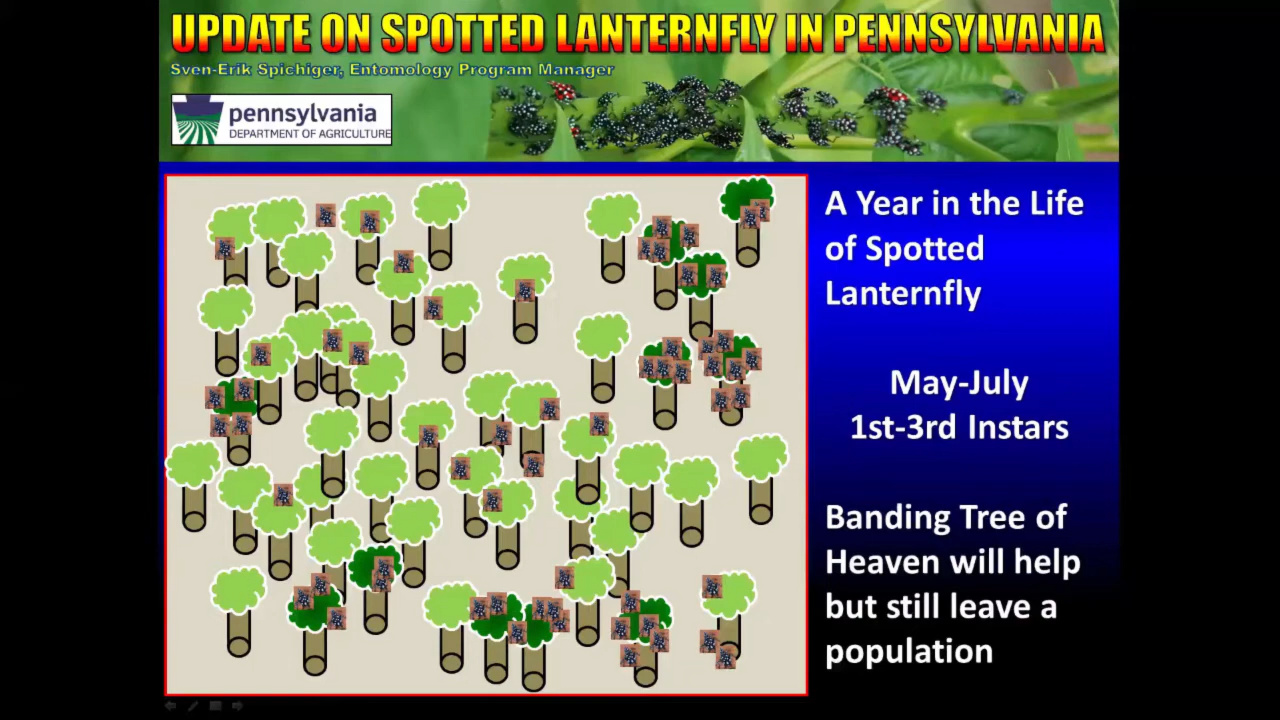 UPDATE ON SPOTTED LANTERNFLY IN PENNSYLVANIA
Sven-Erik Spichiger, Entomology Program Manager
pennsylvania
DEPARTMENT OF AGRICULTURE
A Year in the Life
of Spotted
Lanternfly
May-July
1st-3rd Instars
Banding Tree of
Heaven will help
but still leave a
population